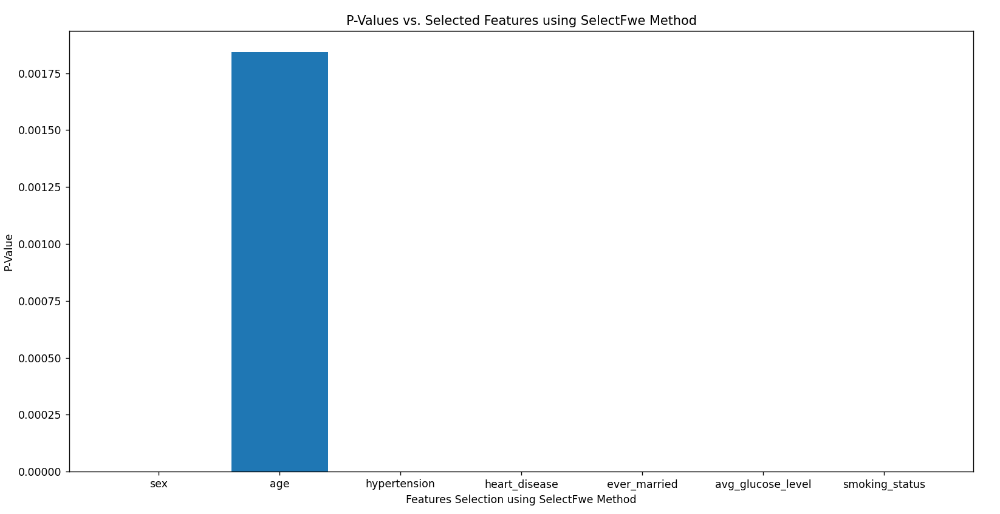 P-Values vs. Selected Features using SelectFwe Method
P-Value
0.00175
0.00150
0.00125
0.00100
0.00075
0.00050
0.00025
0.00000
sex age hypertension heart_disease ever_married avg_glucose_level smoking_status
Features Selection using SelectFwe Method